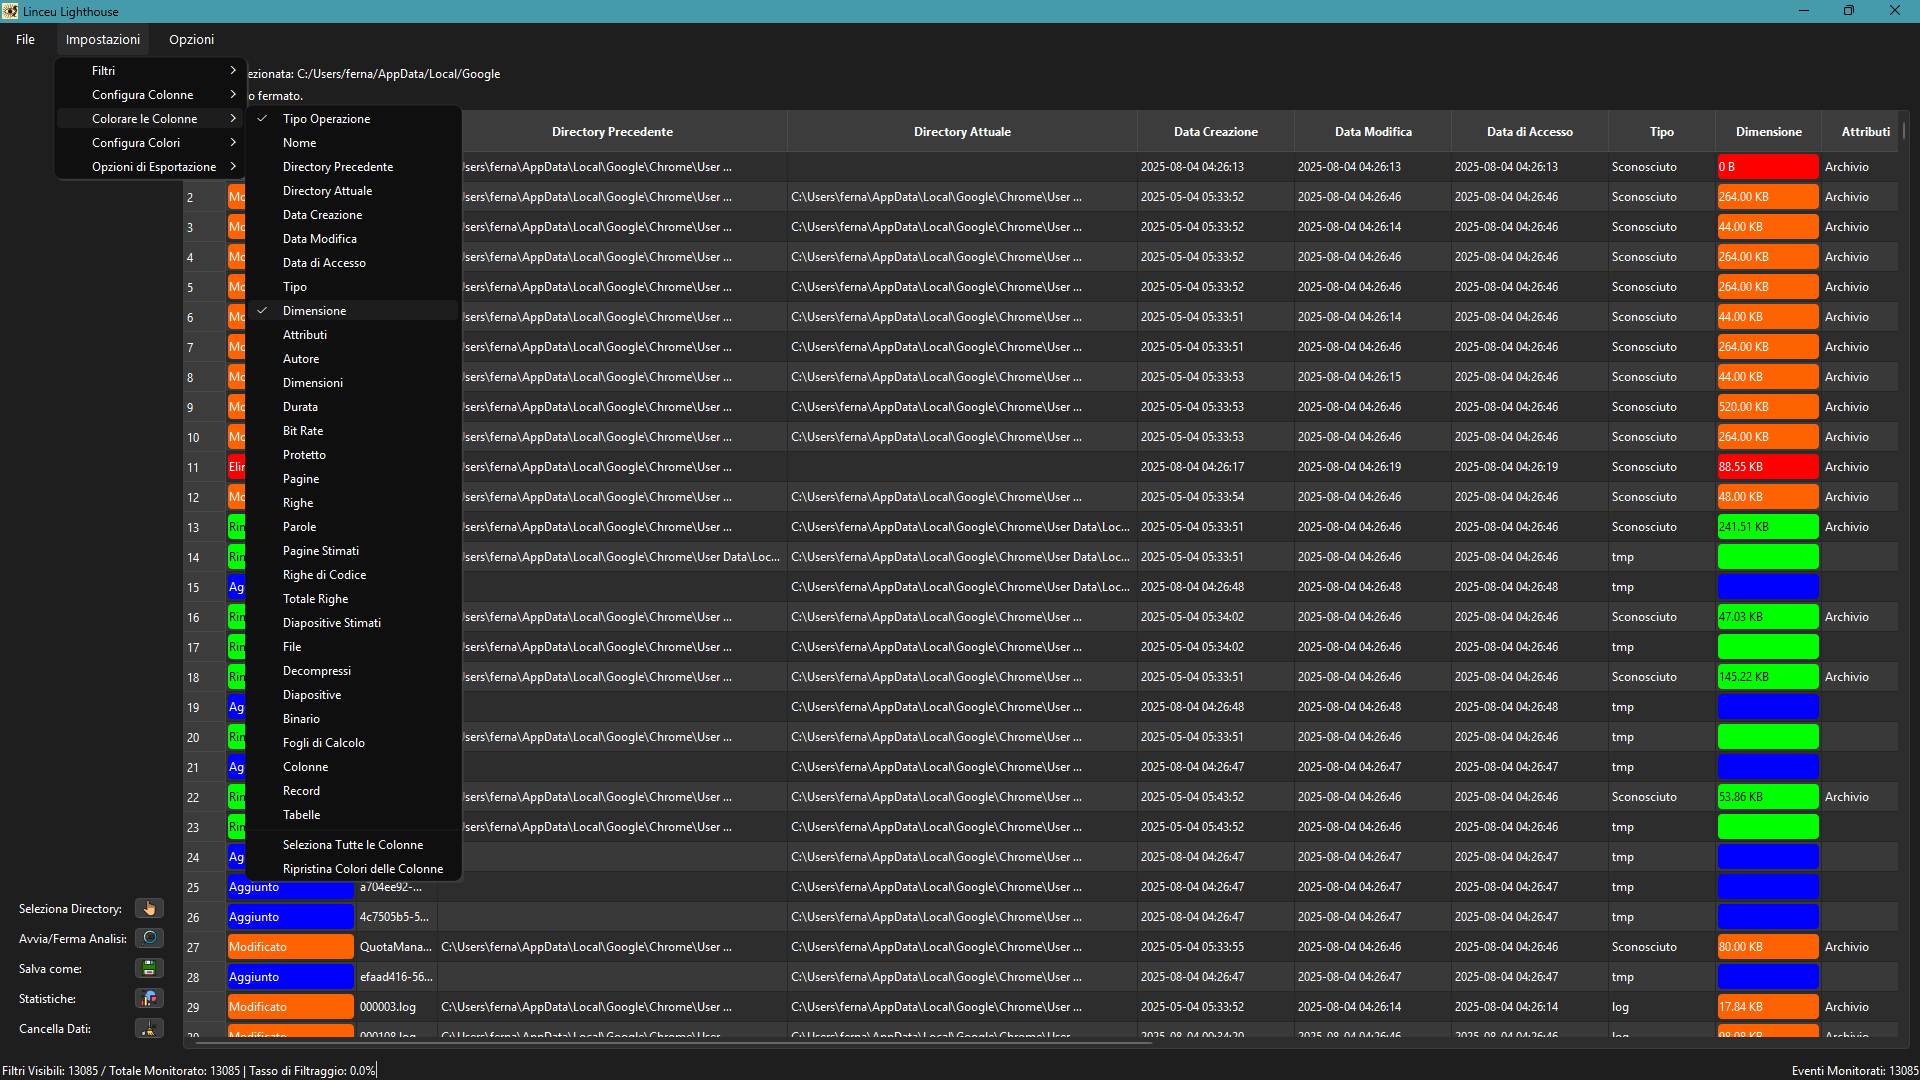 Linceu Lighthouse
File Impostazioni Opzioni
Filtri
Configura Colonne
Colorare le Colonne
Configura Colori
Opzioni di Esportazione
ezionata: C:/Users/ferna/AppData/Local/Google
o fermato.
Tipo Operazione
Nome
Directory Precedente
Directory Attuale
Data Creazione
Data Modifica
Data di Accesso
Tipo
Dimensione
Attributi
Autore
Dimensioni
Durata
Bit Rate
Protetto
Pagine
Righe
Parole
Pagine Stimati
Righe di Codice
Totale Righe
Diapositive Stimati
File
Decompressi
Diapositive
Binario
Fogli di Calcolo
Colonne
Record
Tabelle
Seleziona Tutte le Colonne
Ripristina Colori delle Colonne
Directory Precedente Directory Attuale Data Creazione Data Modifica Data di Accesso Tipo Dimensione Attributi
sers\ferna\AppData\Local\Google\Chrome\User ... 2025-08-04 04:26:13 2025-08-04 04:26:13 2025-08-04 04:26:13 Sconosciuto 0 B Archivio
2 Mo sers\ferna\AppData\Local\Google\Chrome\User ... C:\Users\ferna\AppData\Local\Google\Chrome\User ... 2025-05-04 05:33:52 2025-08-04 04:26:46 2025-08-04 04:26:46 Sconosciuto 264.00 KB Archivio
3 Mo sers\ferna\AppData\Local\Google\Chrome\User ... C:\Users\ferna\AppData\Local\Google\Chrome\User ... 2025-05-04 05:33:52 2025-08-04 04:26:14 2025-08-04 04:26:46 Sconosciuto 44.00 KB Archivio
4 Mo sers\ferna\AppData\Local\Google\Chrome\User ... C:\Users\ferna\AppData\Local\Google\Chrome\User ... 2025-05-04 05:33:52 2025-08-04 04:26:46 2025-08-04 04:26:46 Sconosciuto 264.00 KB Archivio
5 Mo sers\ferna\AppData\Local\Google\Chrome\User ... C:\Users\ferna\AppData\Local\Google\Chrome\User ... 2025-05-04 05:33:52 2025-08-04 04:26:46 2025-08-04 04:26:46 Sconosciuto 264.00 KB Archivio
6 Mo sers\ferna\AppData\Local\Google\Chrome\User ... C:\Users\ferna\AppData\Local\Google\Chrome\User ... 2025-05-04 05:33:51 2025-08-04 04:26:14 2025-08-04 04:26:46 Sconosciuto 44.00 KB Archivio
7 Mo sers\ferna\AppData\Local\Google\Chrome\User ... C:\Users\ferna\AppData\Local\Google\Chrome\User ... 2025-05-04 05:33:51 2025-08-04 04:26:46 2025-08-04 04:26:46 Sconosciuto 264.00 KB Archivio
8 Mo sers\ferna\AppData\Local\Google\Chrome\User ... C:\Users\ferna\AppData\Local\Google\Chrome\User ... 2025-05-04 05:33:53 2025-08-04 04:26:15 2025-08-04 04:26:46 Sconosciuto 44.00 KB Archivio
9 Mo sers\ferna\AppData\Local\Google\Chrome\User ... C:\Users\ferna\AppData\Local\Google\Chrome\User ... 2025-05-04 05:33:53 2025-08-04 04:26:46 2025-08-04 04:26:46 Sconosciuto 520.00 KB Archivio
10 Mo sers\ferna\AppData\Local\Google\Chrome\User ... C:\Users\ferna\AppData\Local\Google\Chrome\User ... 2025-05-04 05:33:53 2025-08-04 04:26:46 2025-08-04 04:26:46 Sconosciuto 264.00 KB Archivio
11 Elir sers\ferna\AppData\Local\Google\Chrome\User ... 2025-08-04 04:26:17 2025-08-04 04:26:19 2025-08-04 04:26:19 Sconosciuto 88.55 KB Archivio
12 Mo sers\ferna\AppData\Local\Google\Chrome\User ... C:\Users\ferna\AppData\Local\Google\Chrome\User ... 2025-05-04 05:33:54 2025-08-04 04:26:46 2025-08-04 04:26:46 Sconosciuto 48.00 KB Archivio
13 Rin sers\ferna\AppData\Local\Google\Chrome\User ... C:\Users\ferna\AppData\Local\Google\Chrome\User Data\Loc... 2025-05-04 05:33:51 2025-08-04 04:26:46 2025-08-04 04:26:46 Sconosciuto 241.51 KB Archivio
14 Rin sers\ferna\AppData\Local\Google\Chrome\User Data\Loc... C:\Users\ferna\AppData\Local\Google\Chrome\User Data\Loc... 2025-05-04 05:33:51 2025-08-04 04:26:46 2025-08-04 04:26:46 tmp
15 Ag C:\Users\ferna\AppData\Local\Google\Chrome\User Data\Loc... 2025-08-04 04:26:48 2025-08-04 04:26:48 2025-08-04 04:26:48 tmp
16 Rin sers\ferna\AppData\Local\Google\Chrome\User ... C:\Users\ferna\AppData\Local\Google\Chrome\User ... 2025-05-04 05:34:02 2025-08-04 04:26:46 2025-08-04 04:26:46 Sconosciuto 47.03 KB Archivio
17 Rin sers\ferna\AppData\Local\Google\Chrome\User ... C:\Users\ferna\AppData\Local\Google\Chrome\User ... 2025-05-04 05:34:02 2025-08-04 04:26:46 2025-08-04 04:26:46 tmp
18 Rin sers\ferna\AppData\Local\Google\Chrome\User ... C:\Users\ferna\AppData\Local\Google\Chrome\User ... 2025-05-04 05:33:51 2025-08-04 04:26:46 2025-08-04 04:26:46 Sconosciuto 145.22 KB Archivio
19 Ag C:\Users\ferna\AppData\Local\Google\Chrome\User ... 2025-08-04 04:26:48 2025-08-04 04:26:48 2025-08-04 04:26:48 tmp
20 Rin sers\ferna\AppData\Local\Google\Chrome\User ... C:\Users\ferna\AppData\Local\Google\Chrome\User ... 2025-05-04 05:33:51 2025-08-04 04:26:46 2025-08-04 04:26:46 tmp
21 Ag C:\Users\ferna\AppData\Local\Google\Chrome\User ... 2025-08-04 04:26:47 2025-08-04 04:26:47 2025-08-04 04:26:47 tmp
22 Rin sers\ferna\AppData\Local\Google\Chrome\User ... C:\Users\ferna\AppData\Local\Google\Chrome\User ... 2025-05-04 05:43:52 2025-08-04 04:26:46 2025-08-04 04:26:46 Sconosciuto 53.86 KB Archivio
23 Rin sers\ferna\AppData\Local\Google\Chrome\User ... C:\Users\ferna\AppData\Local\Google\Chrome\User ... 2025-05-04 05:43:52 2025-08-04 04:26:46 2025-08-04 04:26:46 tmp
24 Ag C:\Users\ferna\AppData\Local\Google\Chrome\User ... 2025-08-04 04:26:47 2025-08-04 04:26:47 2025-08-04 04:26:47 tmp
25 Aggiunto a704ee92-... C:\Users\ferna\AppData\Local\Google\Chrome\User ... 2025-08-04 04:26:47 2025-08-04 04:26:47 2025-08-04 04:26:47 tmp
26 Aggiunto 4c7505b5-5... C:\Users\ferna\AppData\Local\Google\Chrome\User ... 2025-08-04 04:26:47 2025-08-04 04:26:47 2025-08-04 04:26:47 tmp
27 Modificato QuotaMana... C:\Users\ferna\AppData\Local\Google\Chrome\User ... C:\Users\ferna\AppData\Local\Google\Chrome\User ... 2025-05-04 05:33:55 2025-08-04 04:26:46 2025-08-04 04:26:46 Sconosciuto 80.00 KB Archivio
28 Aggiunto efaad416-56... C:\Users\ferna\AppData\Local\Google\Chrome\User ... 2025-08-04 04:26:47 2025-08-04 04:26:47 2025-08-04 04:26:47 tmp
29 Modificato 000003.log C:\Users\ferna\AppData\Local\Google\Chrome\User ... C:\Users\ferna\AppData\Local\Google\Chrome\User ... 2025-05-04 05:33:52 2025-08-04 04:26:14 2025-08-04 04:26:14 log 17.84 KB Archivio
30 Modificato 000108.log C:\Users\ferna\AppData\Local\Google\Chrome\User ... C:\Users\ferna\AppData\Local\Google\Chrome\User ... 2025-08-04 00:34:20 2025-08-04 04:26:46 2025-08-04 04:26:46 log 98.08 KB Archivio
Seleziona Directory:
Avvia/Ferma Analisi:
Salva come:
Statistiche:
Cancella Dati:
Filtri Visibili: 13085 / Totale Monitorato: 13085 | Tasso di Filtraggio: 0.0%
Eventi Monitorati: 13085